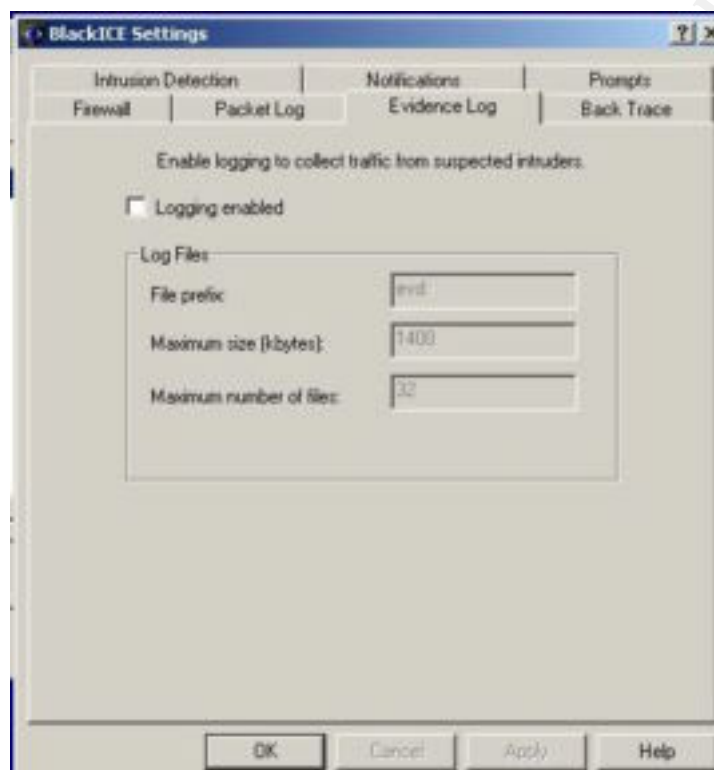 BlackICE Settings
Intrusion Detection
Notifications
Prompts
Firewall
Packet Log
Evidence Log
Back Trace
Enable logging to collect traffic from suspected intruders.
Logging enabled
Log Files
File prefix:
evd
Maximum size (kbytes):
1400
Maximum number of files:
32
OK
Cancel
Apply
Help